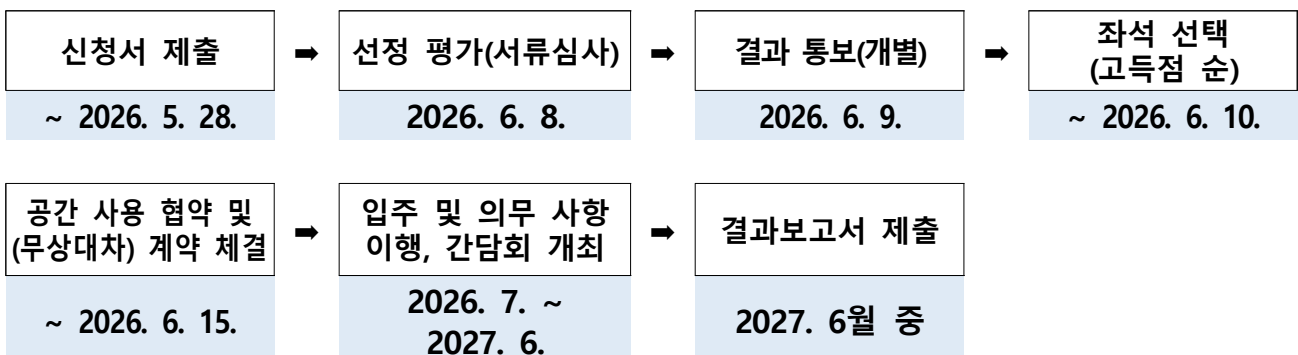 신청서 제출 ➡ 선정 평가(서류심사) ➡ 결과 통보(개별) ➡ 좌석 선택
(고득점 순)
~ 2026. 5. 28. 2026. 6. 8. 2026. 6. 9. ~ 2026. 6. 10.
공간 사용 협약 및
(무상대차) 계약 체결 ➡ 입주 및 의무 사항
이행, 간담회 개최 ➡ 결과보고서 제출
~ 2026. 6. 15. 2026. 7. ~
2027. 6. 2027. 6월 중